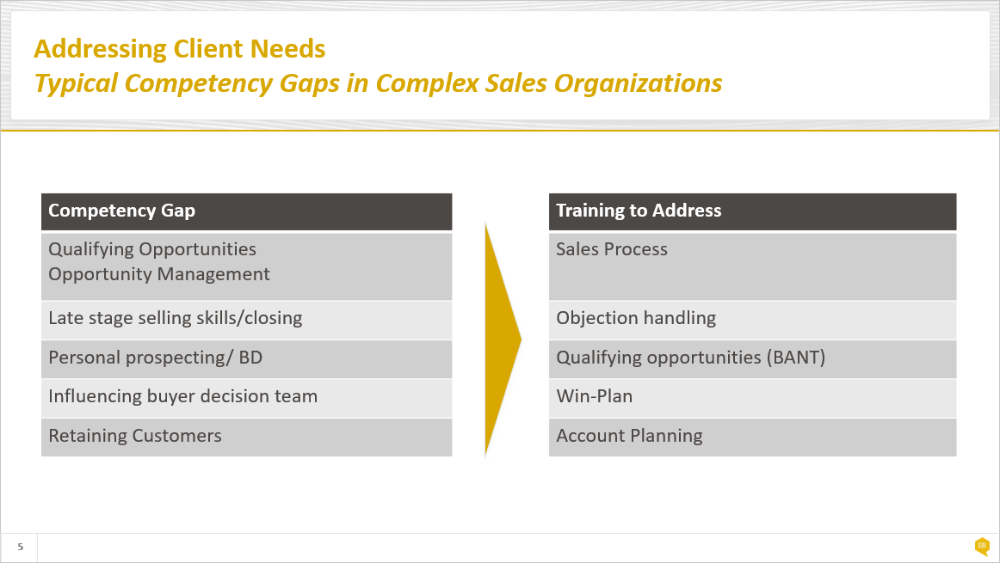 Addressing Client Needs
Typical Competency Gaps in Complex Sales Organizations
Competency Gap
Training to Address
Qualifying Opportunities
Opportunity Management
Sales Process
Late stage selling skills/closing
Objection handling
Personal prospecting/ BD
Qualifying opportunities (BANT)
Influencing buyer decision team
Win-Plan
Retaining Customers
Account Planning
5
SBI